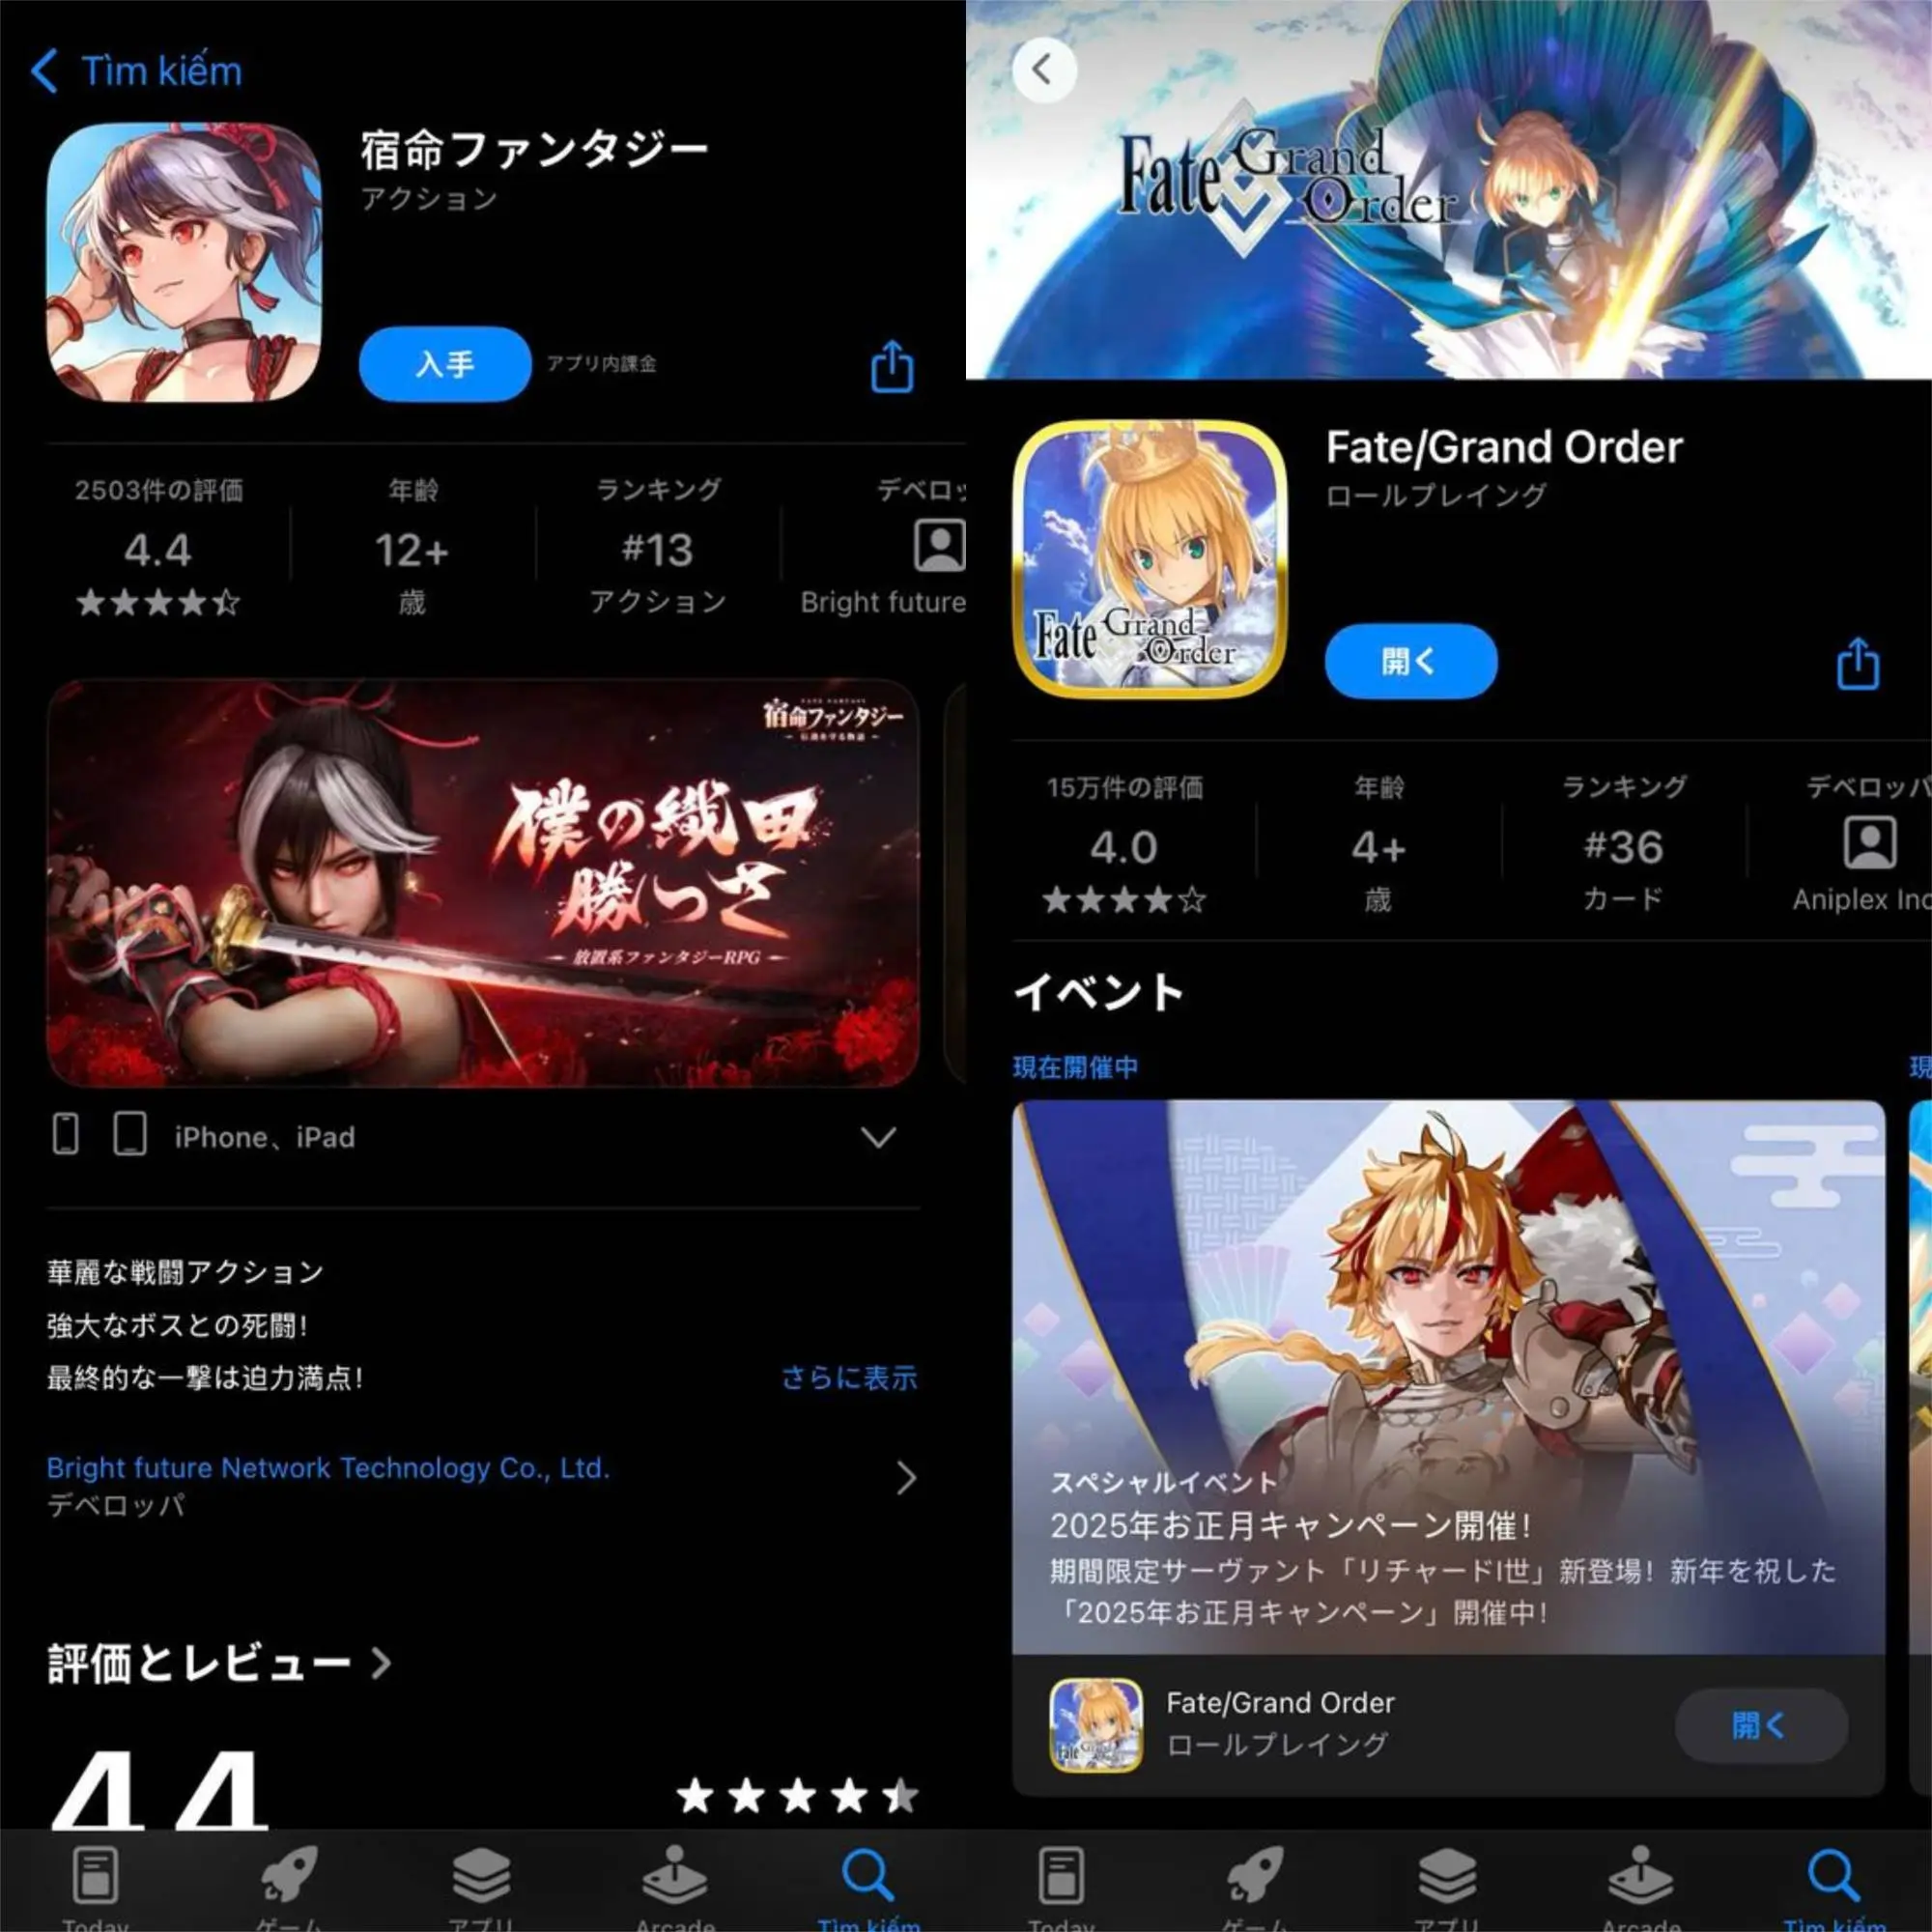 Tìm kiếm
宿命ファンタジー
アクション
入手
アプリ内課金
2503件の評価
年齢
ランキング
デベロッ
4.4
12+
#13
歳
アクション
Bright future
宿命ファンタジー
僕の織田
勝つさ
放置系ファンタジーRPG
iPhone、iPad
華麗な戦闘アクション
強大なボスとの死闘!
最終的な一撃は迫力満点!
さらに表示
Bright future Network Technology Co., Ltd.
デベロッパ
評価とレビュー
4.4
Today
ゲーム
アプリ
Arcade
Tìm kiếm
Fate Grand Order
Fate/Grand Order
ロールプレイング
Fate Grand Order
開く
15万件の評価
年齢
ランキング
デベロッパ
4.0
4+
#36
歳
カード
Aniplex Inc
イベント
現在開催中
現
スペシャルイベント
2025年お正月キャンペーン開催!
期間限定サーヴァント「リチャードI世」新登場! 新年を祝した
「2025年お正月キャンペーン」開催中!
Fate/Grand Order
ロールプレイング
開く
Today
ゲーム
アプリ
Arcade
Tìm kiếm